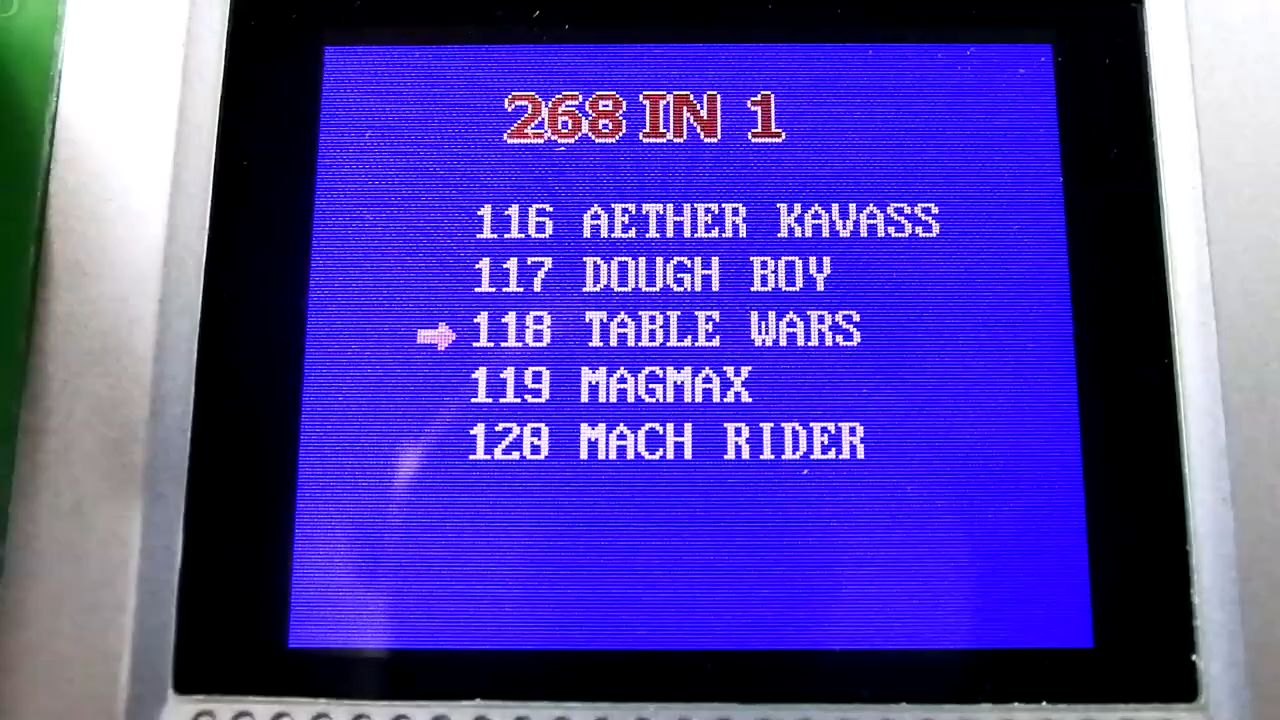 268 IN 1
116 AETHER KAVASS
117 DOUGH BOY
118 TABLE WARS
119 MAGMAX
120 MACH RIDER